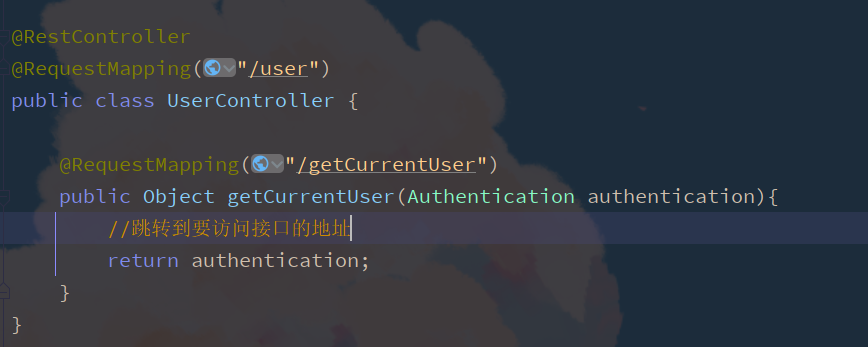 @RestController
@RequestMapping("/user")
public class UserController {
@RequestMapping("/getCurrentUser")
public Object getCurrentUser(Authentication authentication){
//跳转到要访问接口的地址
return authentication;
}
}